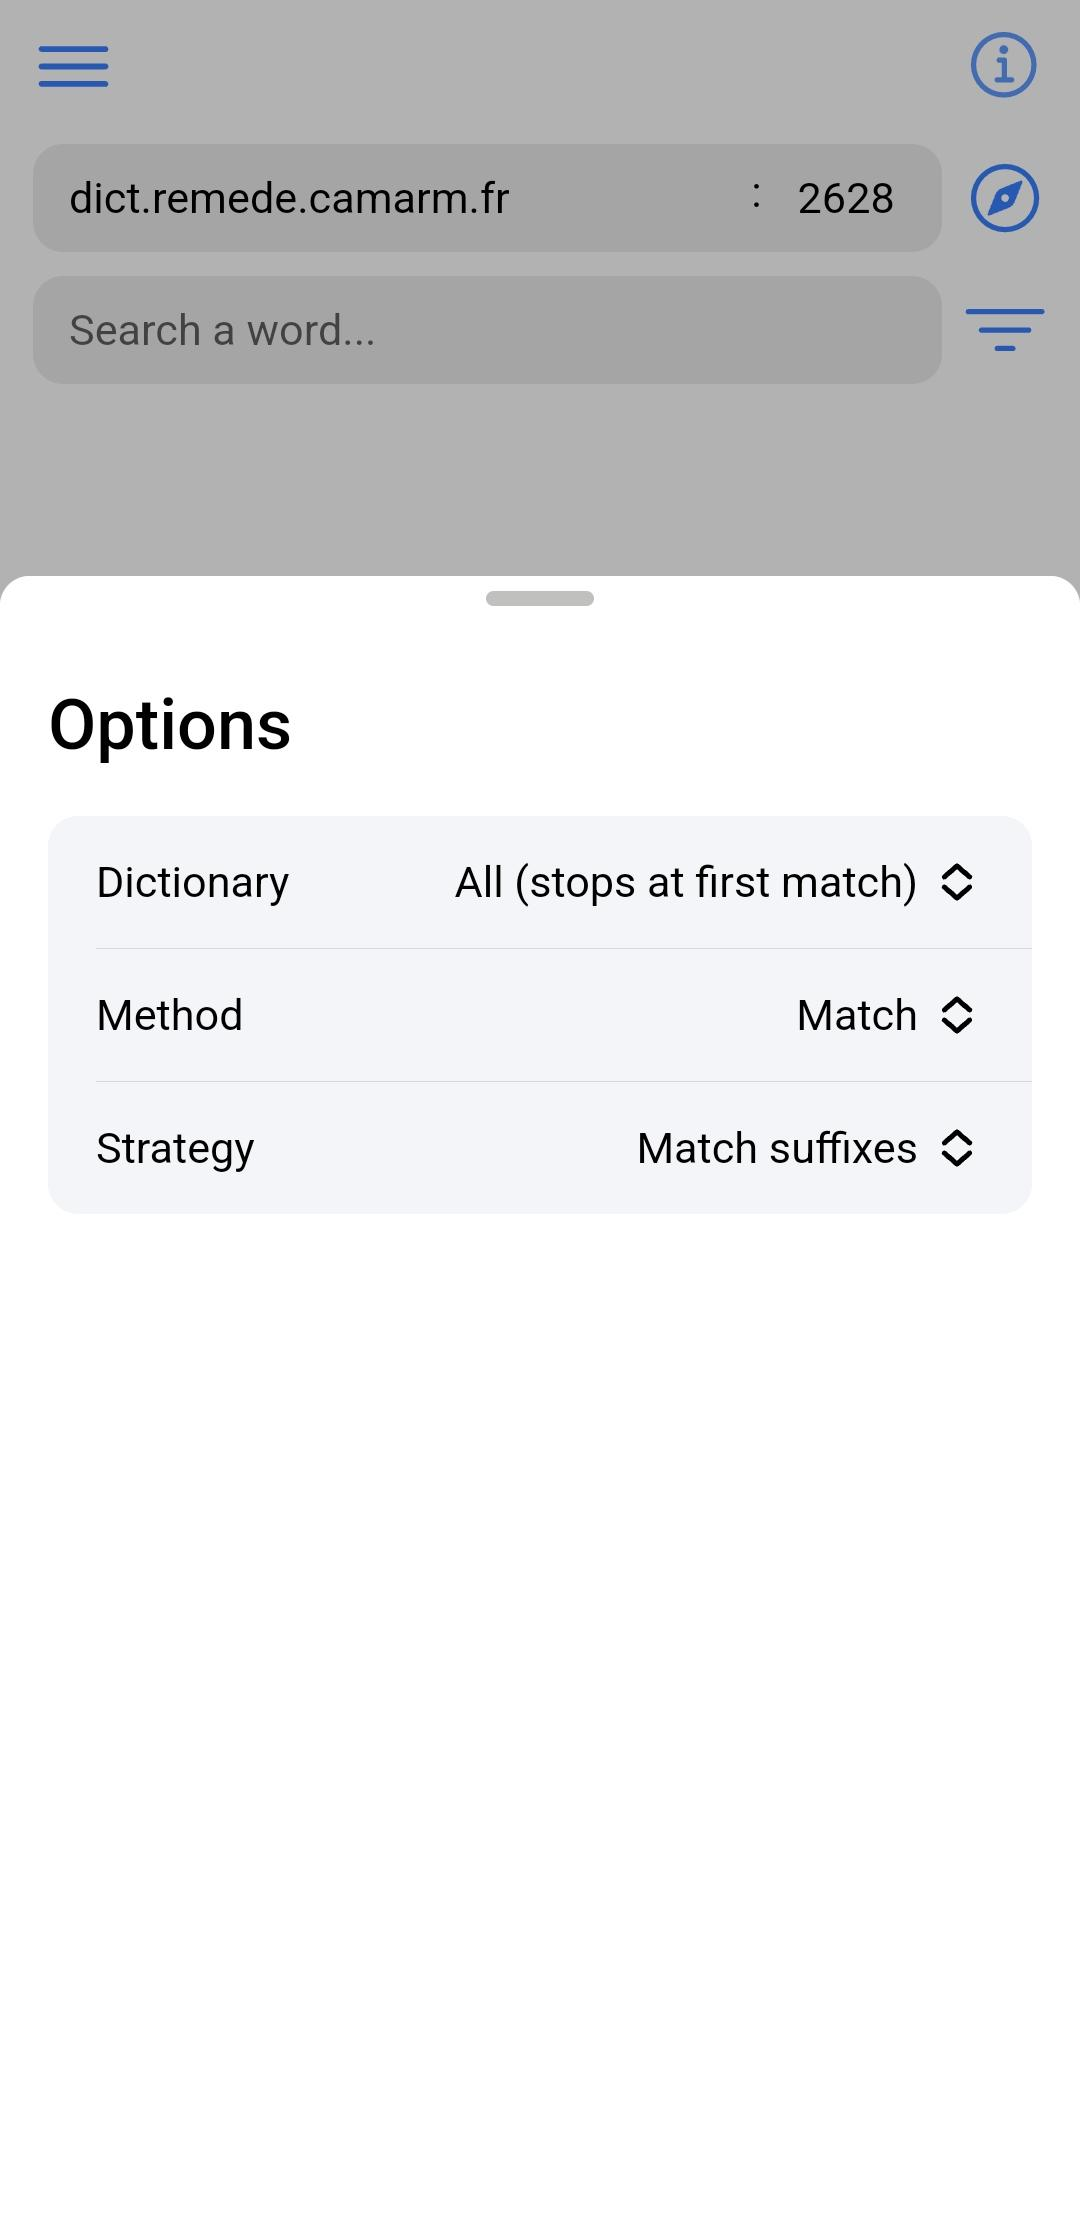 dict.remede.camarm.fr : 2628
Search a word...
Options
Dictionary All (stops at first match)
Method Match
Strategy Match suffixes